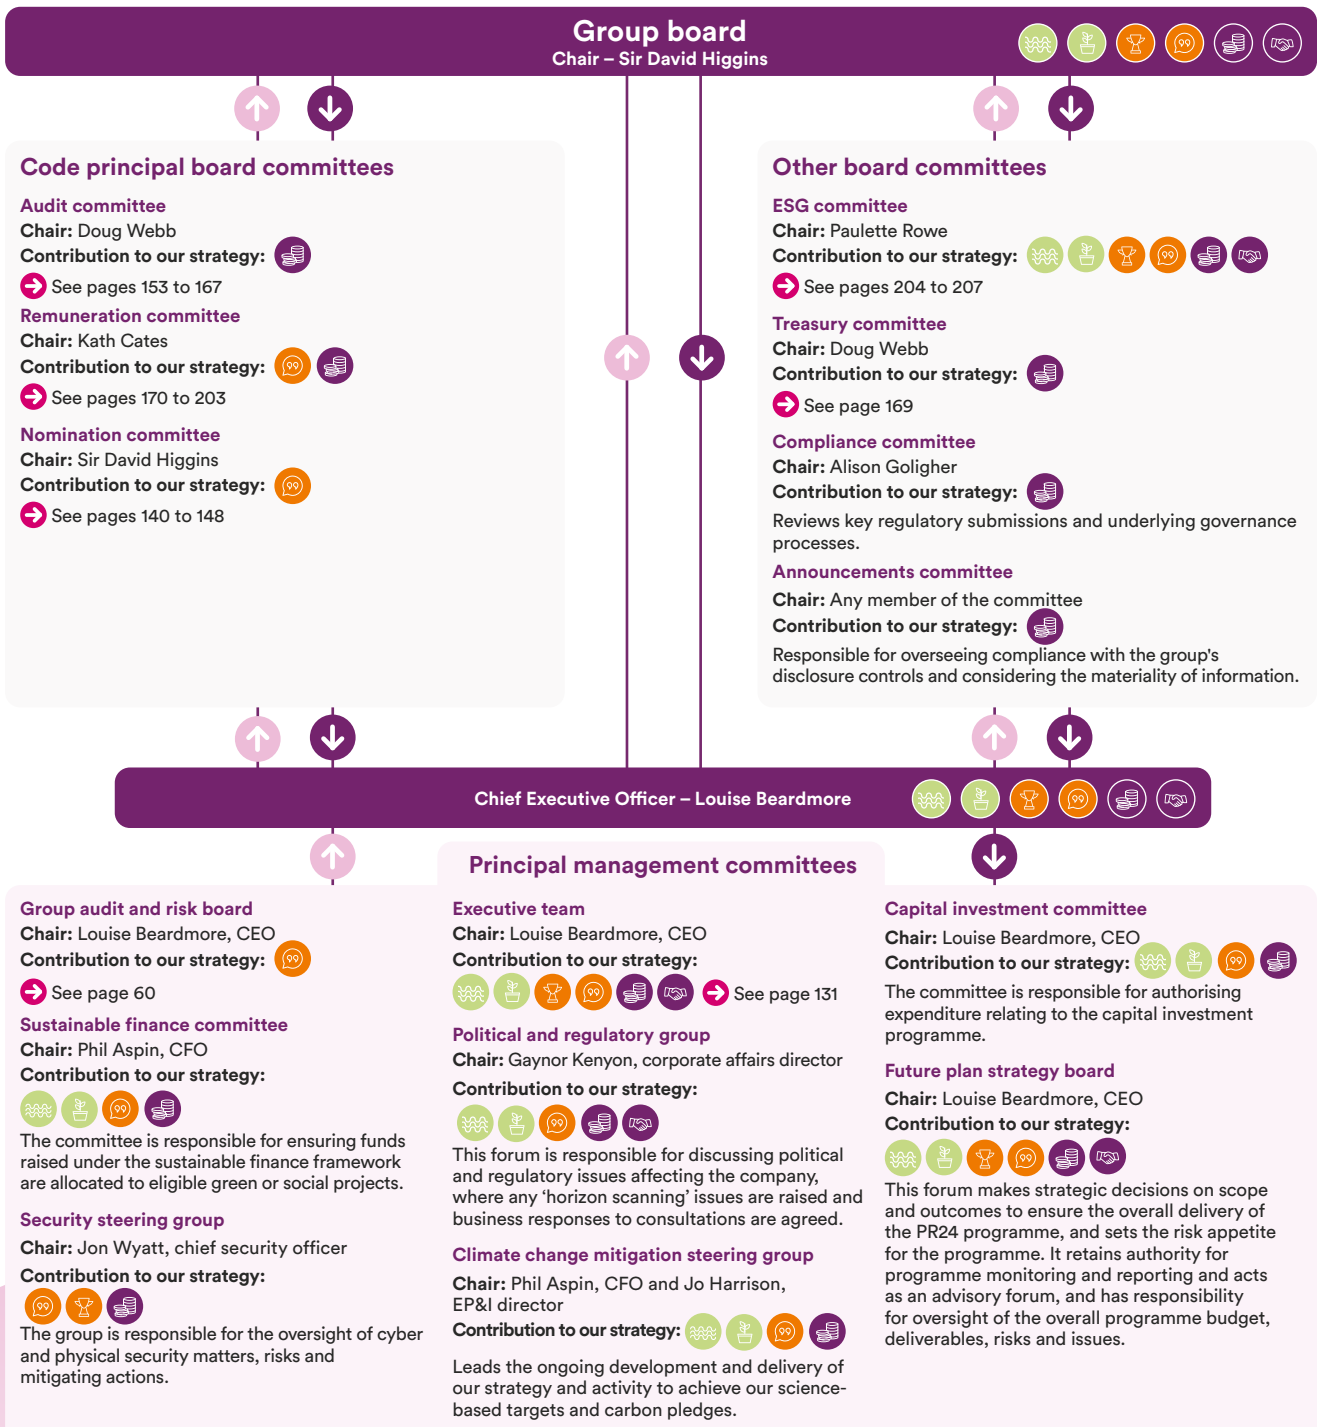 Group board
Chair – Sir David Higgins
Code principal board committees
Audit committee
Chair: Doug Webb
Contribution to our strategy:
See pages 153 to 167
Remuneration committee
Chair: Kath Cates
Contribution to our strategy:
See pages 170 to 203
Nomination committee
Chair: Sir David Higgins
Contribution to our strategy:
See pages 140 to 148
Other board committees
ESG committee
Chair: Paulette Rowe
Contribution to our strategy:
See pages 204 to 207
Treasury committee
Chair: Doug Webb
Contribution to our strategy:
See page 169
Compliance committee
Chair: Alison Goligher
Contribution to our strategy:
Reviews key regulatory submissions and underlying governance
processes.
Announcements committee
Chair: Any member of the committee
Contribution to our strategy:
Responsible for overseeing compliance with the group's
disclosure controls and considering the materiality of information.
Chief Executive Officer – Louise Beardmore
Principal management committees
Group audit and risk board
Chair: Louise Beardmore, CEO
Contribution to our strategy:
See page 60
Sustainable finance committee
Chair: Phil Aspin, CFO
Contribution to our strategy:
The committee is responsible for ensuring funds
raised under the sustainable finance framework
are allocated to eligible green or social projects.
Security steering group
Chair: Jon Wyatt, chief security officer
Contribution to our strategy:
The group is responsible for the oversight of cyber
and physical security matters, risks and
mitigating actions.
Executive team
Chair: Louise Beardmore, CEO
Contribution to our strategy:
See page 131
Political and regulatory group
Chair: Gaynor Kenyon, corporate affairs director
Contribution to our strategy:
This forum is responsible for discussing political
and regulatory issues affecting the company,
where any ‘horizon scanning’ issues are raised and
business responses to consultations are agreed.
Climate change mitigation steering group
Chair: Phil Aspin, CFO and Jo Harrison,
EP&I director
Contribution to our strategy:
Leads the ongoing development and delivery of
our strategy and activity to achieve our science-
based targets and carbon pledges.
Capital investment committee
Chair: Louise Beardmore, CEO
Contribution to our strategy:
The committee is responsible for authorising
expenditure relating to the capital investment
programme.
Future plan strategy board
Chair: Louise Beardmore, CEO
Contribution to our strategy:
This forum makes strategic decisions on scope
and outcomes to ensure the overall delivery of
the PR24 programme, and sets the risk appetite
for the programme. It retains authority for
programme monitoring and reporting and acts
as an advisory forum, and has responsibility
for oversight of the overall programme budget,
deliverables, risks and issues.